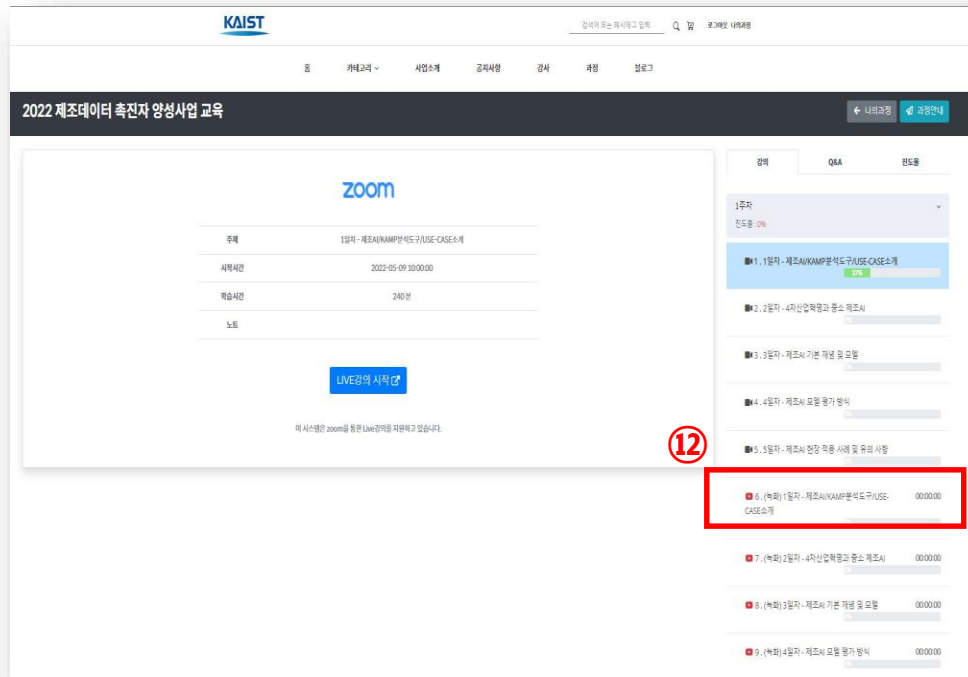 KAIST
검색어 또는 해시태그 입력
로그아웃 나의과정
홈 카테고리 사업소개 공지사항 강사 과정 블로그
2022 제조데이터 촉진자 양성사업 교육
나의과정 과정안내
zoom
주제 1일차 - 제조AI/KAMP분석도구/USE-CASE소개
시작시간 2022-05-09 10:00:00
학습시간 240 분
노트
LIVE강의 시작
이 시스템은 zoom을 통한 Live강의를 지원하고 있습니다.
강의 Q&A 진도율
1주차
진도율: 0%
1. 1일차 - 제조AI/KAMP분석도구/USE-CASE소개
2. 2일차 - 4차산업혁명과 중소 제조AI
3. 3일차 - 제조AI 기본 개념 및 모델
4. 4일차 - 제조AI 모델 평가 방식
5. 5일차 - 제조AI 현장 적용 사례 및 유의 사항
⑫
6. (녹화) 1일차 - 제조AI/KAMP분석도구/USE- 00:00:00
CASE소개
7. (녹화) 2일차 - 4차산업혁명과 중소 제조AI 00:00:00
8. (녹화) 3일차 - 제조AI 기본 개념 및 모델 00:00:00
9. (녹화) 4일차 - 제조AI 모델 평가 방식 00:00:00